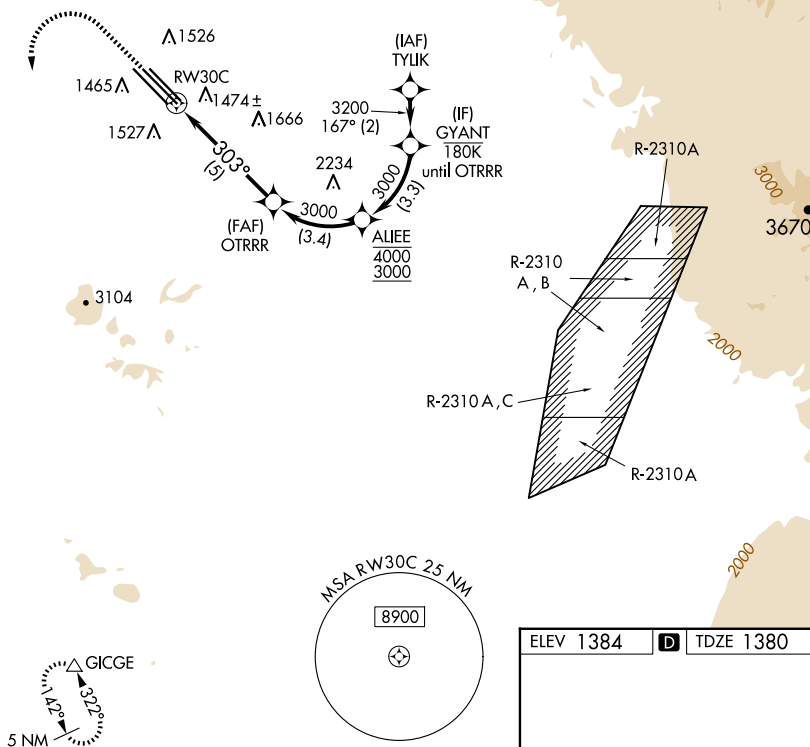 1526
(IAF)
TYLIK
RW30C
1465
1474±
3200
167° (2)
(IF)
GYANT
180K
until OTRRR
1666
1527
R-2310A
303°
(5)
2234
3000
(3.3)
3000
3670
(FAF)
OTRRR
3000
(3.4)
ALIEE
4000
3000
R-2310
A, B
3104
2000
R-2310 A, C
R-2310A
2000
MSA RW30C 25 NM
8900
ELEV 1384 D TDZE 1380
GICGE
142°
322°
5 NM